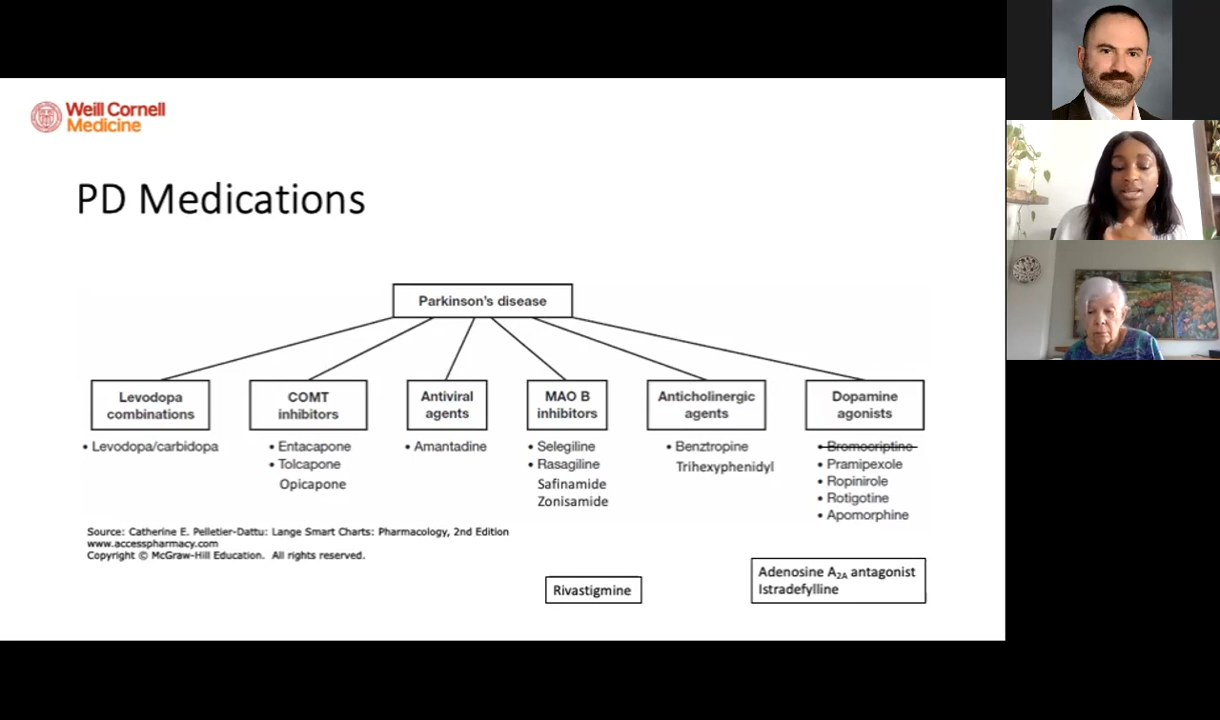 Weill Cornell
Medicine
PD Medications
Parkinson's disease
Levodopa
combinations
• Levodopa/carbidopa
COMT
inhibitors
• Entacapone
• Tolcapone
Opicapone
Antiviral
agents
• Amantadine
MAO B
inhibitors
• Selegiline
• Rasagiline
Safinamide
Zonisamide
Anticholinergic
agents
• Benztropine
Trihexyphenidyl
Dopamine
agonists
• Bromocriptine
• Pramipexole
• Ropinirole
• Rotigotine
• Apomorphine
Source: Catherine E. Pelletier-Dattu: Lange Smart Charts: Pharmacology, 2nd Edition
www.accesspharmacy.com
Copyright © McGraw-Hill Education. All rights reserved.
Rivastigmine
Adenosine A2A antagonist
Istradefylline